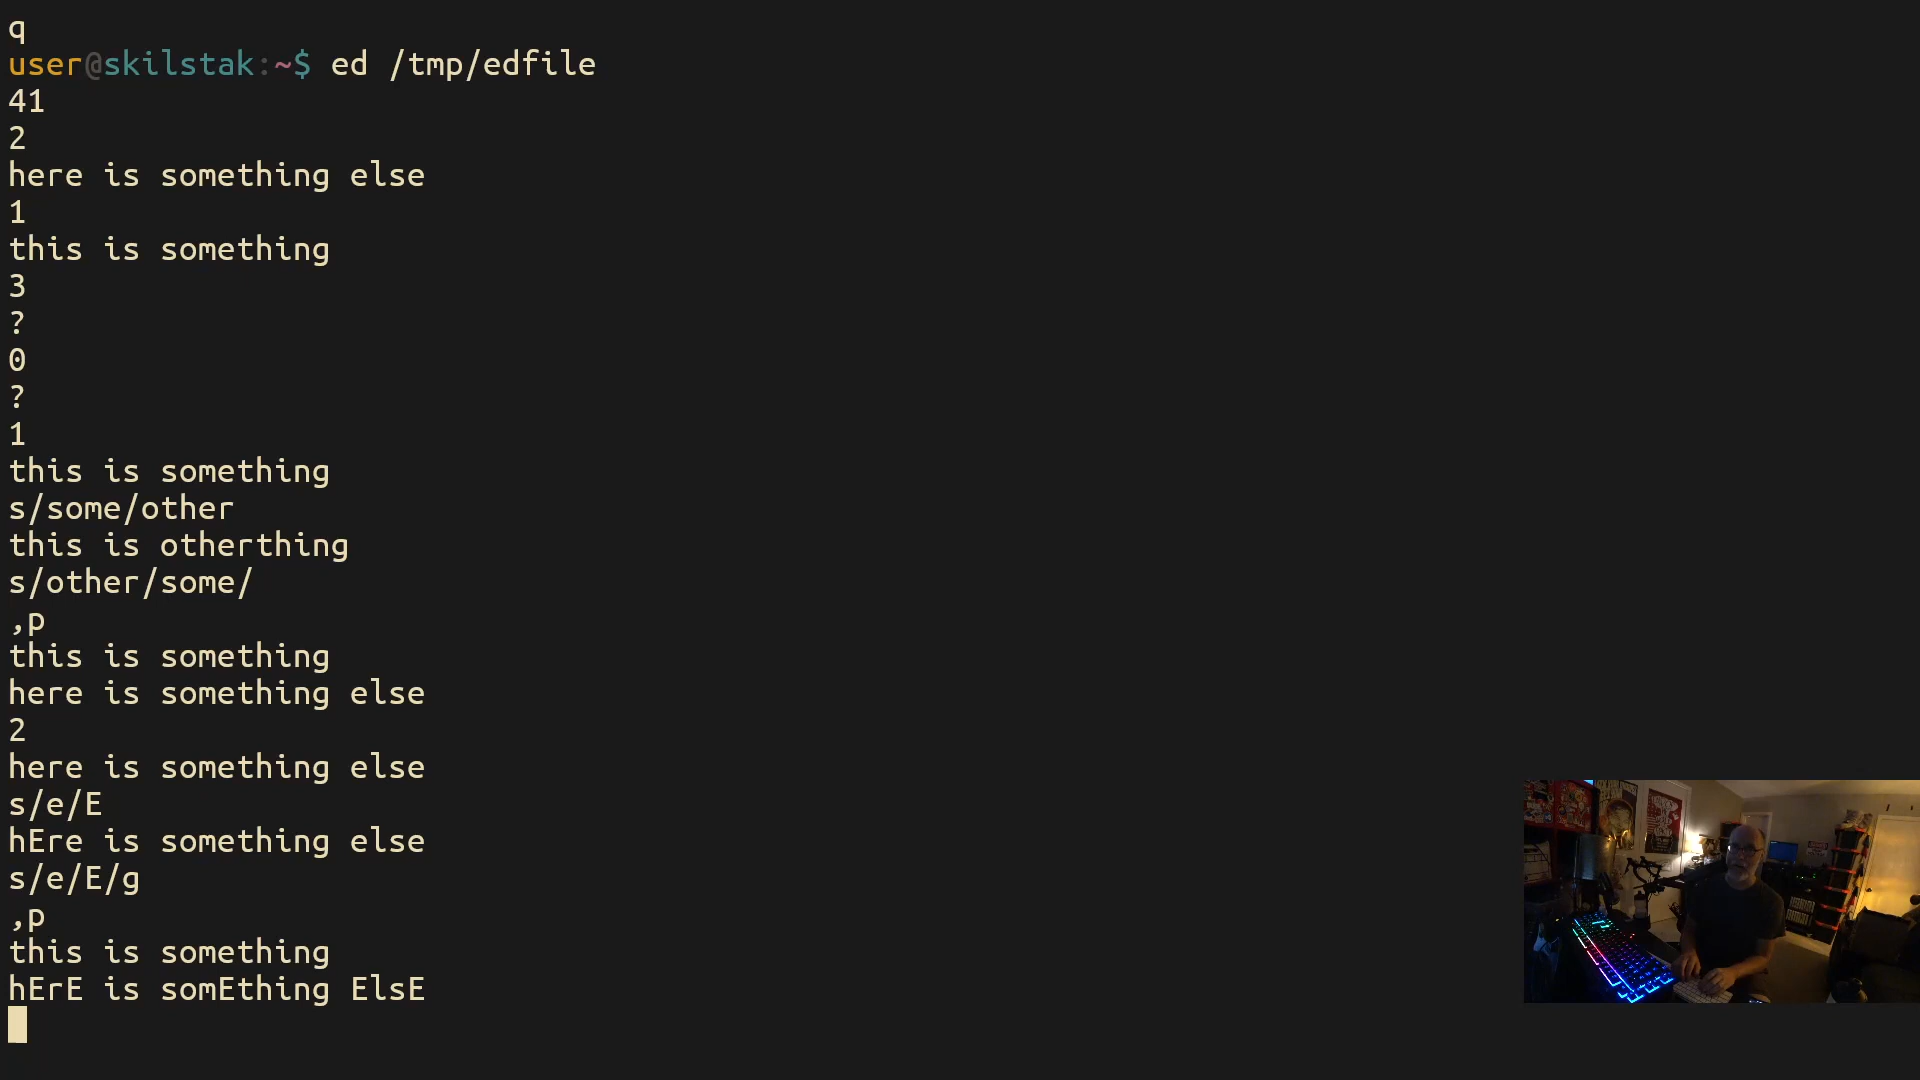 q
user@skilstak:~$ ed /tmp/edfile
41
2
here is something else
1
this is something
3
?
0
?
1
this is something
s/some/other
this is otherthing
s/other/some/
,p
this is something
here is something else
2
here is something else
s/e/E
hEre is something else
s/e/E/g
,p
this is something
hErE is somEthing ElsE